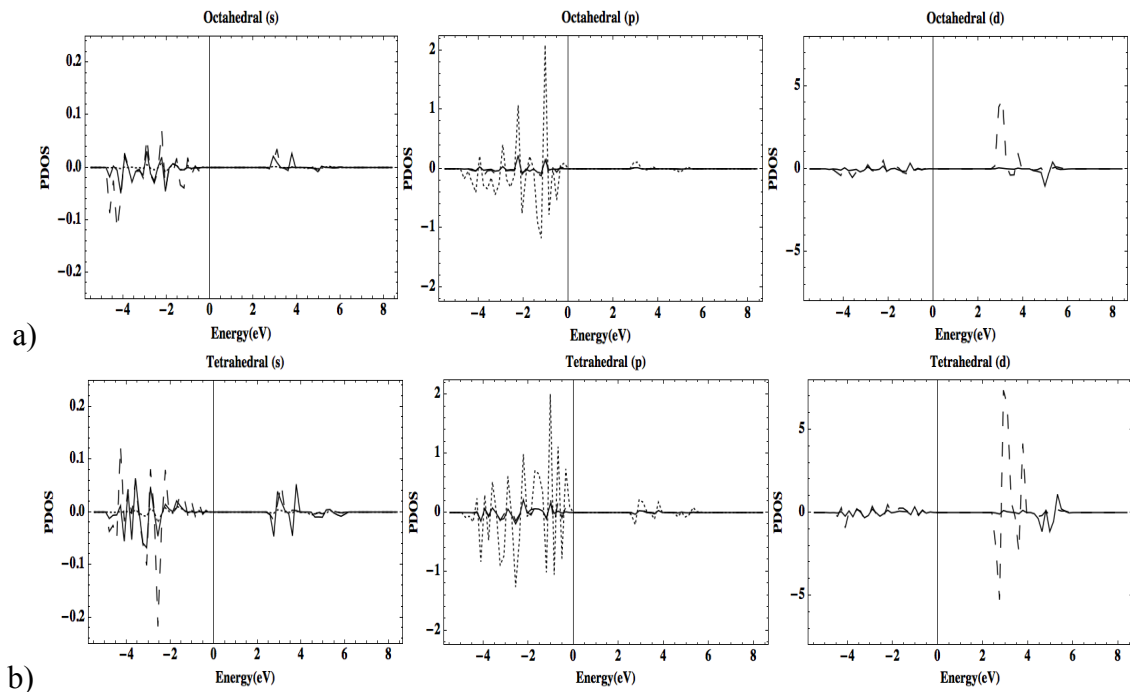 Octahedral (s)
Octahedral (p)
Octahedral (d)
PDOS
0.2
0.1
0.0
−0.1
−0.2
−4 −2 0 2 4 6 8
Energy(eV)
PDOS
2
1
0
−1
−2
−4 −2 0 2 4 6 8
Energy(eV)
PDOS
5
0
−5
−4 −2 0 2 4 6 8
Energy(eV)
a)
Tetrahedral (s)
Tetrahedral (p)
Tetrahedral (d)
PDOS
0.2
0.1
0.0
−0.1
−0.2
−4 −2 0 2 4 6 8
Energy(eV)
PDOS
2
1
0
−1
−2
−4 −2 0 2 4 6 8
Energy(eV)
PDOS
5
0
−5
−4 −2 0 2 4 6 8
Energy(eV)
b)